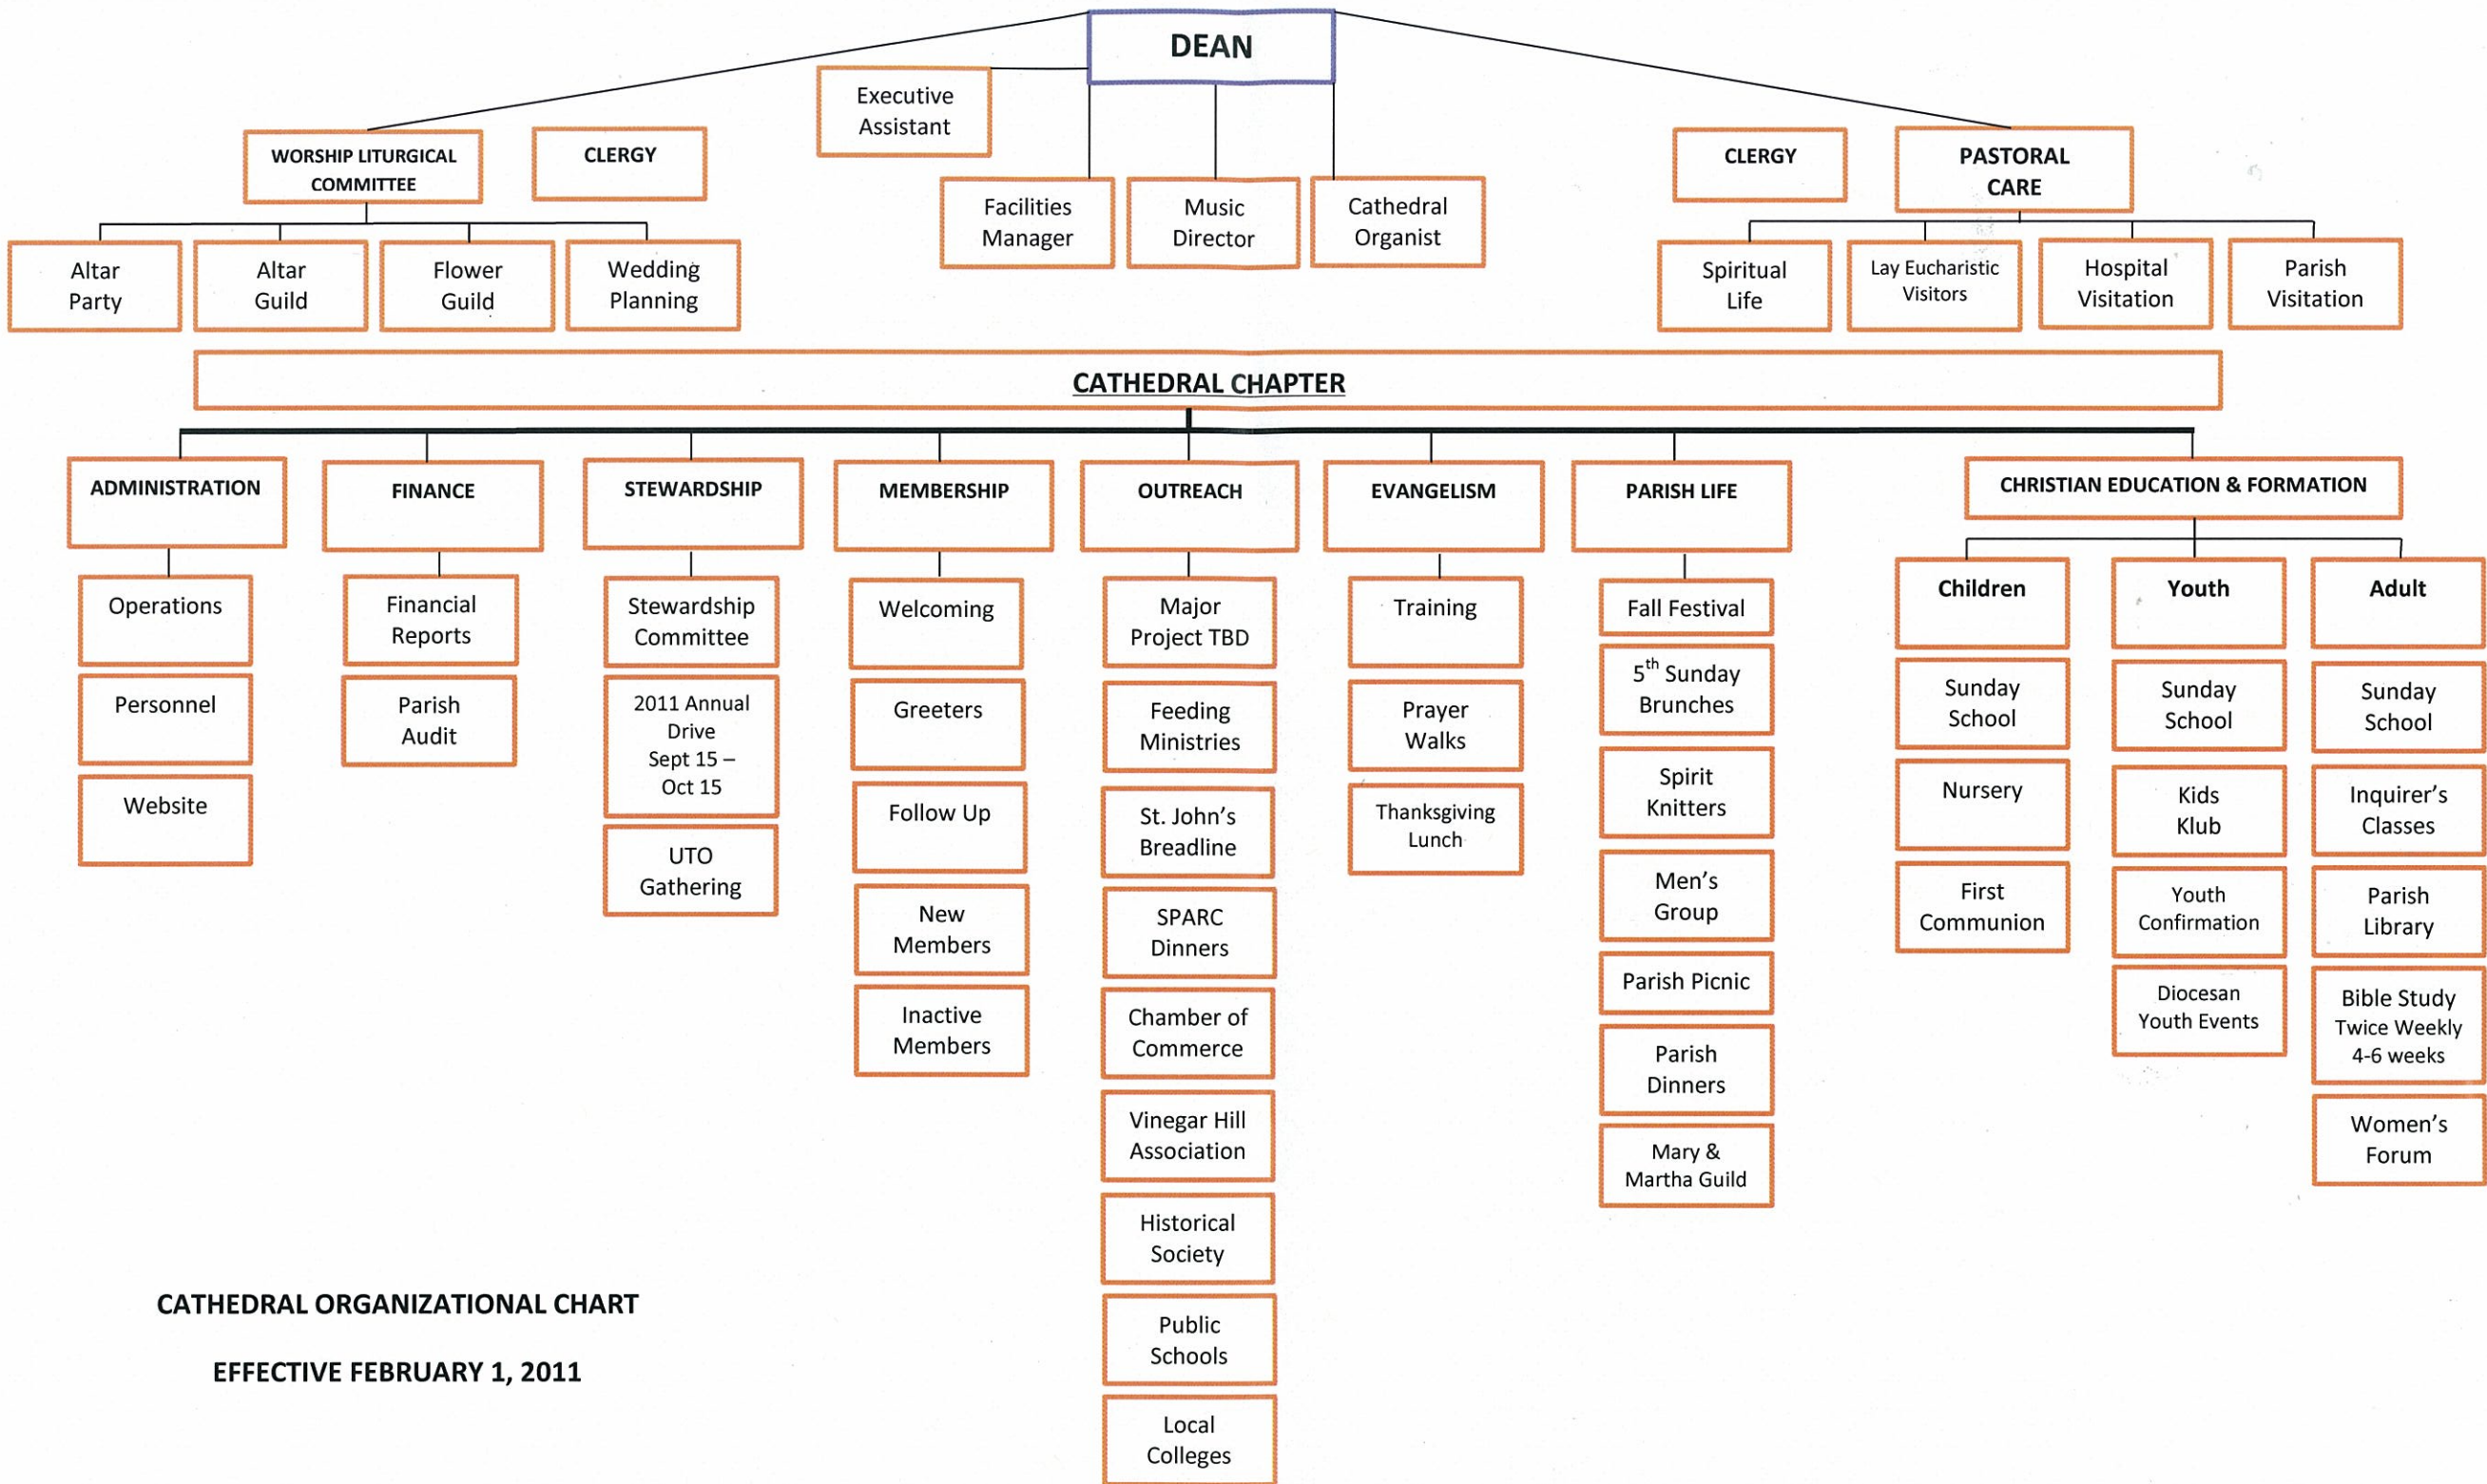 DEAN
Executive
Assistant
WORSHIP LITURGICAL
COMMITTEE
CLERGY
CLERGY
PASTORAL
CARE
Facilities
Manager
Music
Director
Cathedral
Organist
Altar
Party
Altar
Guild
Flower
Guild
Wedding
Planning
Spiritual
Life
Lay Eucharistic
Visitors
Hospital
Visitation
Parish
Visitation
CATHEDRAL CHAPTER
ADMINISTRATION
Operations
Personnel
Website
FINANCE
Financial
Reports
Parish
Audit
STEWARDSHIP
Stewardship
Committee
2011 Annual
Drive
Sept 15 –
Oct 15
UTO
Gathering
MEMBERSHIP
Welcoming
Greeters
Follow Up
New
Members
Inactive
Members
OUTREACH
Major
Project TBD
Feeding
Ministries
St. John’s
Breadline
SPARC
Dinners
Chamber of
Commerce
Vinegar Hill
Association
Historical
Society
Public
Schools
Local
Colleges
EVANGELISM
Training
Prayer
Walks
Thanksgiving
Lunch
PARISH LIFE
Fall Festival
5th Sunday
Brunches
Spirit
Knitters
Men’s
Group
Parish Picnic
Parish
Dinners
Mary &
Martha Guild
CHRISTIAN EDUCATION & FORMATION
Children
Sunday
School
Nursery
First
Communion
Youth
Sunday
School
Kids
Klub
Youth
Confirmation
Diocesan
Youth Events
Adult
Sunday
School
Inquirer’s
Classes
Parish
Library
Bible Study
Twice Weekly
4-6 weeks
Women’s
Forum
CATHEDRAL ORGANIZATIONAL CHART
EFFECTIVE FEBRUARY 1, 2011